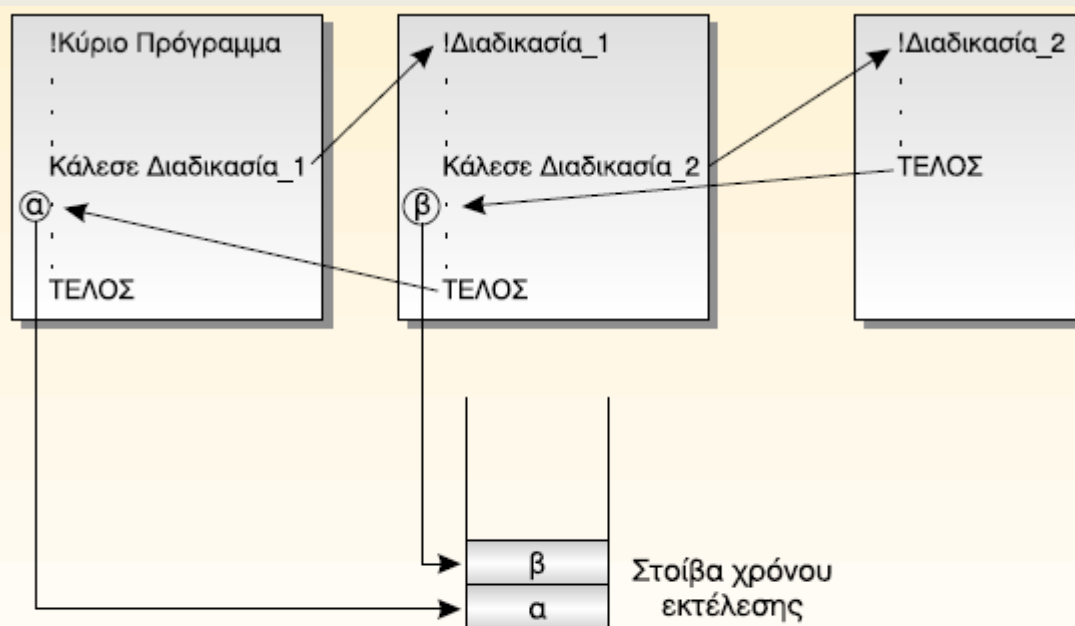 !Κύριο Πρόγραμμα
.
.
.
Κάλεσε Διαδικασία_1
α .
.
.
ΤΕΛΟΣ
!Διαδικασία_1
.
.
.
Κάλεσε Διαδικασία_2
β .
.
.
ΤΕΛΟΣ
!Διαδικασία_2
.
.
.
ΤΕΛΟΣ
β
α
Στοίβα χρόνου
εκτέλεσης